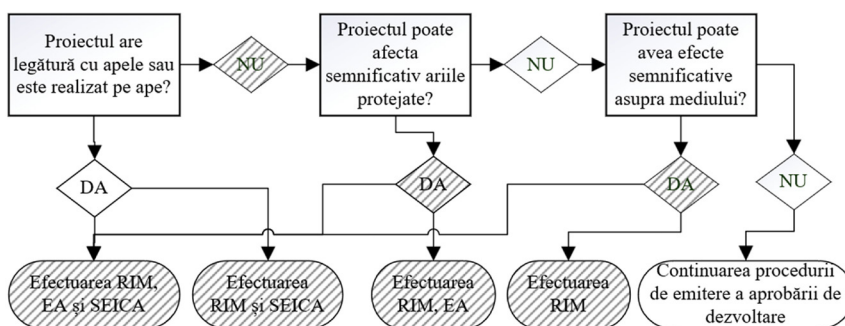 Proiectul are
legătură cu apele sau
este realizat pe ape?
NU
Proiectul poate
afecta
semnificativ ariile
protejate?
NU
Proiectul poate
avea efecte
semnificative
asupra mediului?
DA
DA
DA
NU
Efectuarea RIM,
EA și SEICA
Efectuarea
RIM și SEICA
Efectuarea
RIM, EA
Efectuarea
RIM
Continuarea procedurii
de emitere a aprobării de
dezvoltare